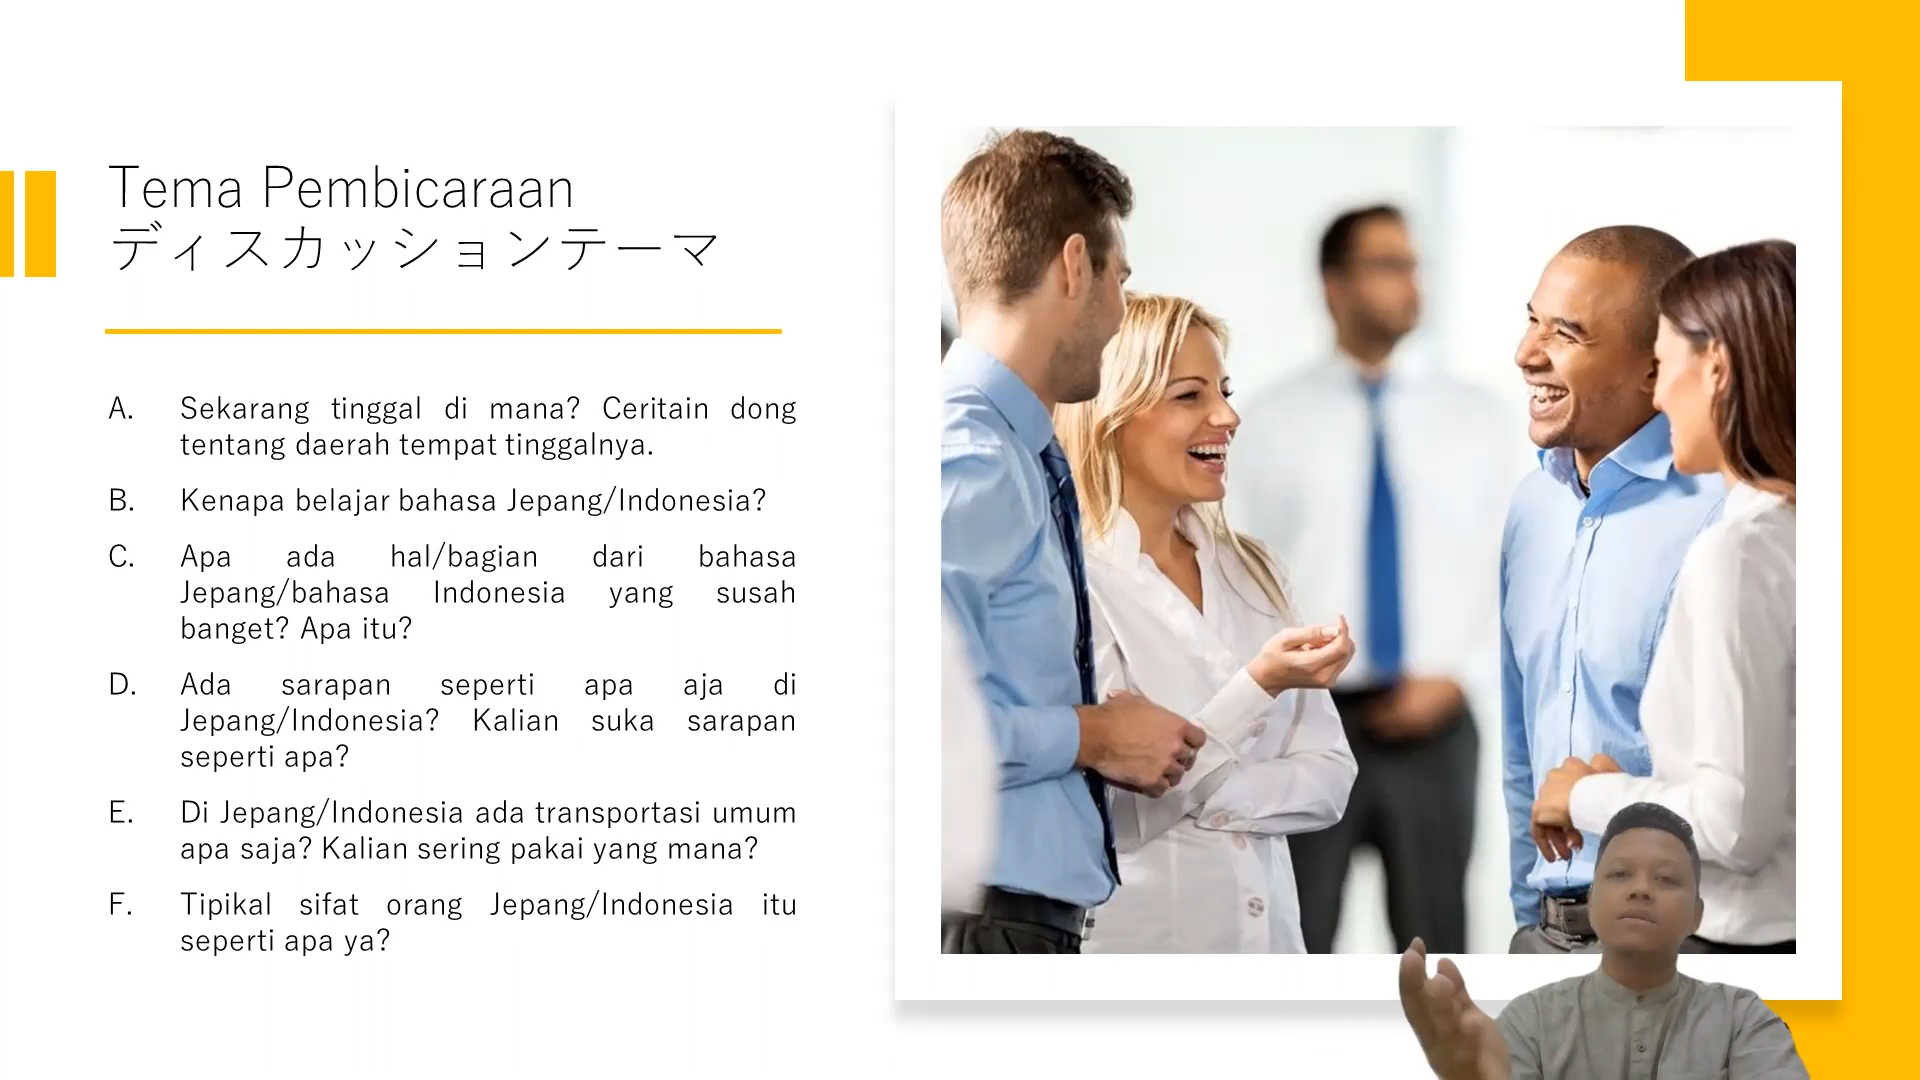 Tema Pembicaraan
ディスカッションテーマ
A. Sekarang tinggal di mana? Ceritain dong
tentang daerah tempat tinggalnya.
B. Kenapa belajar bahasa Jepang/Indonesia?
C. Apa ada hal/bagian dari bahasa
Jepang/bahasa Indonesia yang susah
banget? Apa itu?
D. Ada sarapan seperti apa aja di
Jepang/Indonesia? Kalian suka sarapan
seperti apa?
E. Di Jepang/Indonesia ada transportasi umum
apa saja? Kalian sering pakai yang mana?
F. Tipikal sifat orang Jepang/Indonesia itu
seperti apa ya?